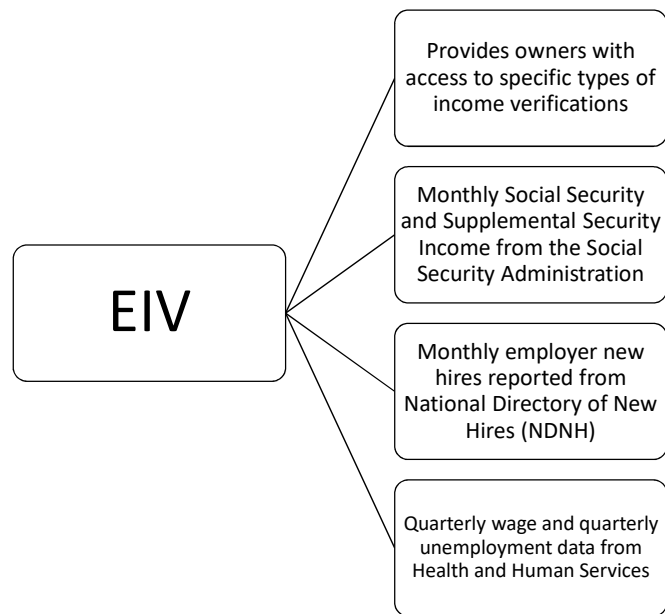 EIV
Provides owners with
access to specific types of
income verifications
Monthly Social Security
and Supplemental Security
Income from the Social
Security Administration
Monthly employer new
hires reported from
National Directory of New
Hires (NDNH)
Quarterly wage and quarterly
unemployment data from
Health and Human Services